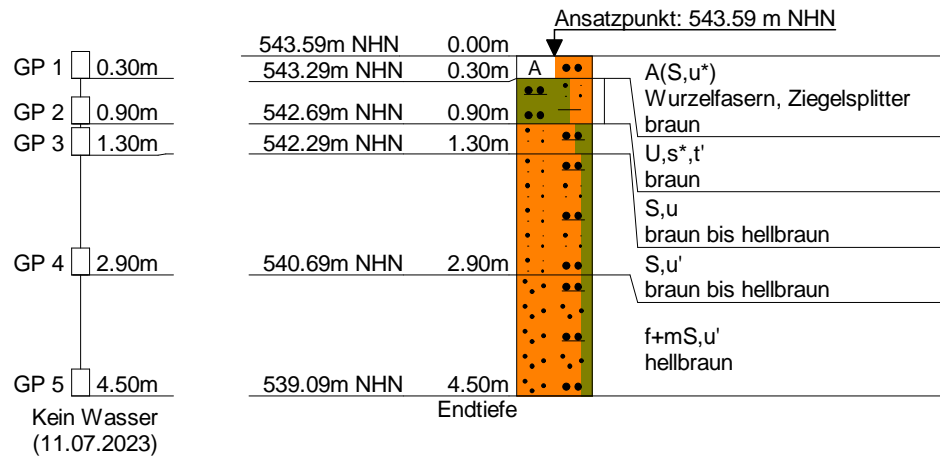 Ansatzpunkt: 543.59 m NHN
543.59m NHN 0.00m
GP 1 0.30m 543.29m NHN 0.30m A
A(S,u*)
Wurzelfasern, Ziegelsplitter
braun
GP 2 0.90m 542.69m NHN 0.90m
GP 3 1.30m 542.29m NHN 1.30m
U,s*,t'
braun
S,u
braun bis hellbraun
GP 4 2.90m 540.69m NHN 2.90m
S,u'
braun bis hellbraun
f+mS,u'
hellbraun
GP 5 4.50m 539.09m NHN 4.50m
Endtiefe
Kein Wasser
(11.07.2023)